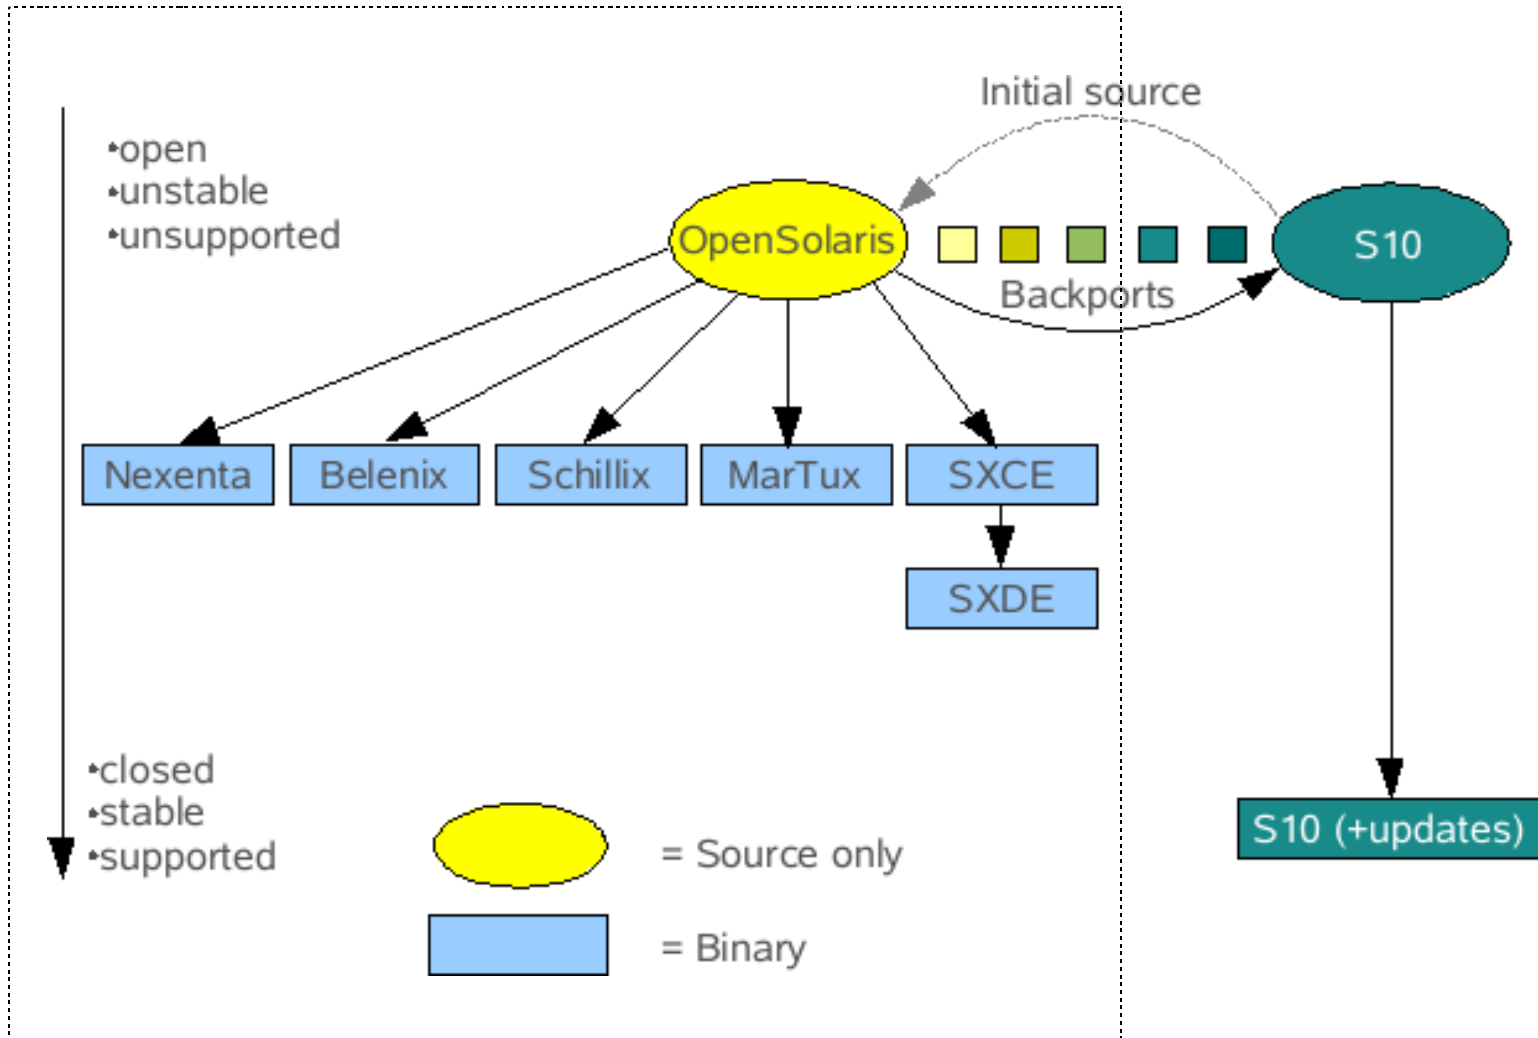 Initial source
•open
•unstable
•unsupported
OpenSolaris
S10
Backports
Nexenta
Belenix
Schillix
MarTux
SXCE
SXDE
•closed
•stable
•supported
S10 (+updates)
= Source only
= Binary